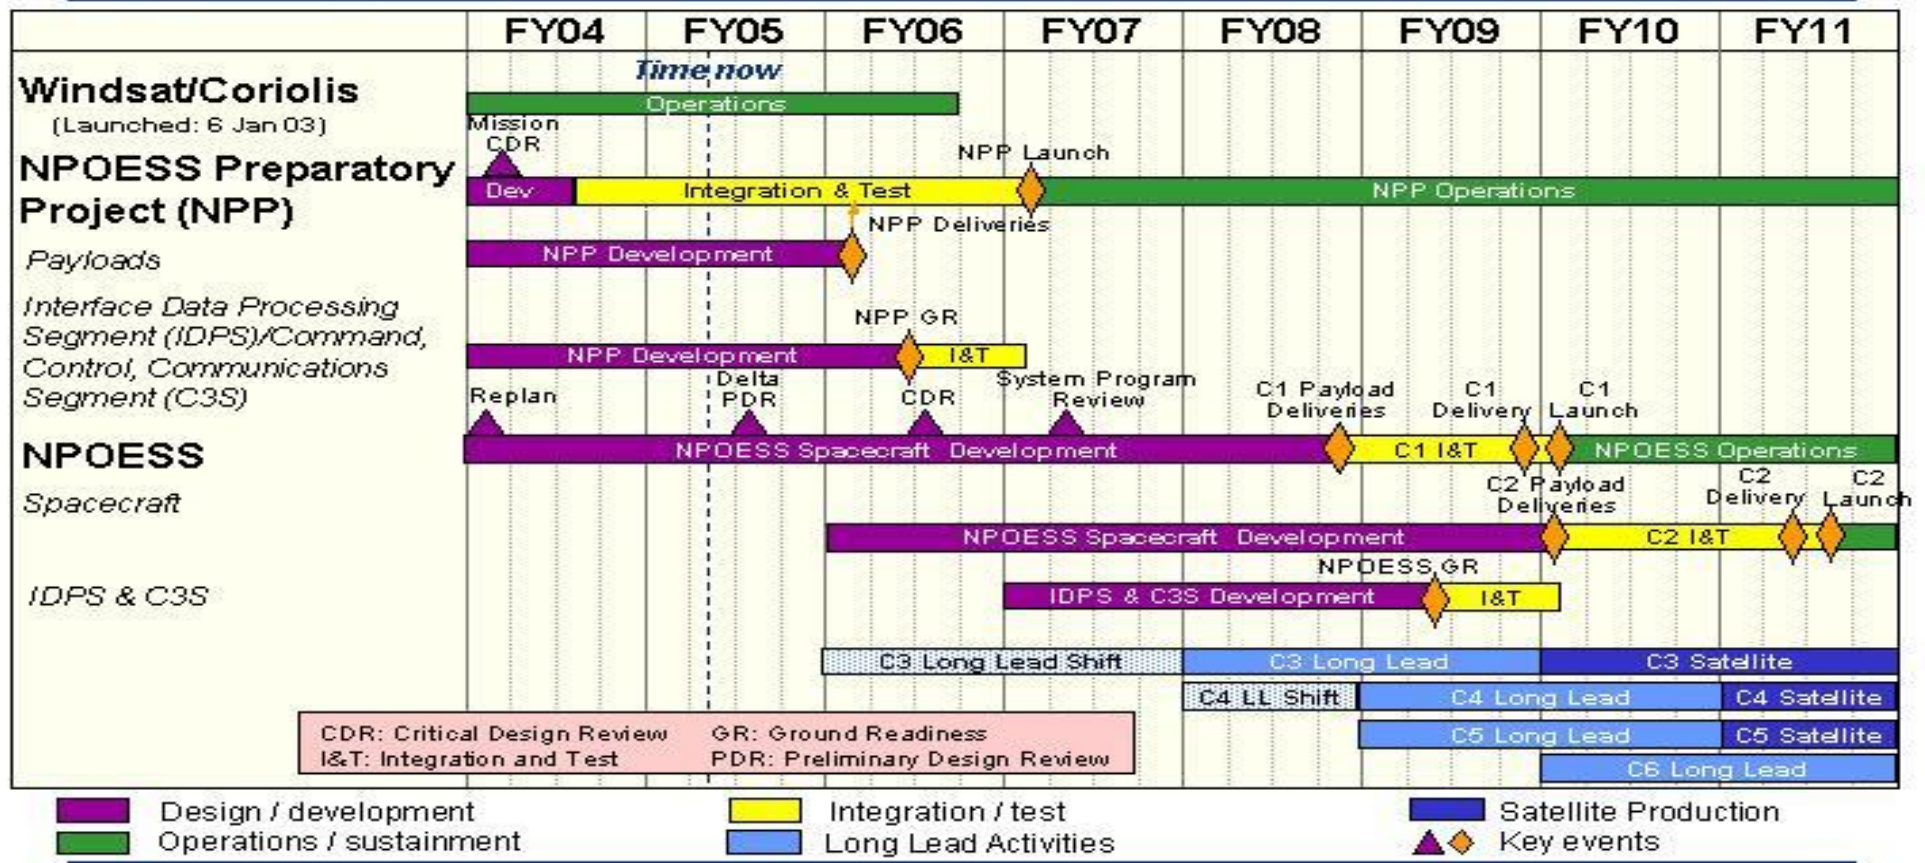 FY04 FY05 FY06 FY07 FY08 FY09 FY10 FY11
Time now
Windsat/Coriolis
(Launched: 6 Jan 03)
Operations
Mission
CDR
NPP Launch
NPOESS Preparatory
Project (NPP)
Dev
Integration & Test
NPP Operations
NPP Deliveries
Payloads
NPP Development
Interface Data Processing
Segment (IDPS)/Command,
Control, Communications
Segment (C3S)
NPP GR
NPP Development
I&T
Replan
Delta
PDR
CDR
System Program
Review
C1 Payload
Deliveries
C1
Delivery
C1
Launch
NPOESS
NPOESS Spacecraft Development
C1 I&T
NPOESS Operations
Spacecraft
C2 Payload
Deliveries
C2
Delivery
C2
Launch
NPOESS Spacecraft Development
C2 I&T
NPOESS GR
IDPS & C3S
IDPS & C3S Development
I&T
C3 Long Lead Shift
C3 Long Lead
C3 Satellite
C4 LL Shift
C4 Long Lead
C4 Satellite
C5 Long Lead
C5 Satellite
C6 Long Lead
CDR: Critical Design Review GR: Ground Readiness
I&T: Integration and Test PDR: Preliminary Design Review
Design / development
Integration / test
Satellite Production
Operations / sustainment
Long Lead Activities
Key events